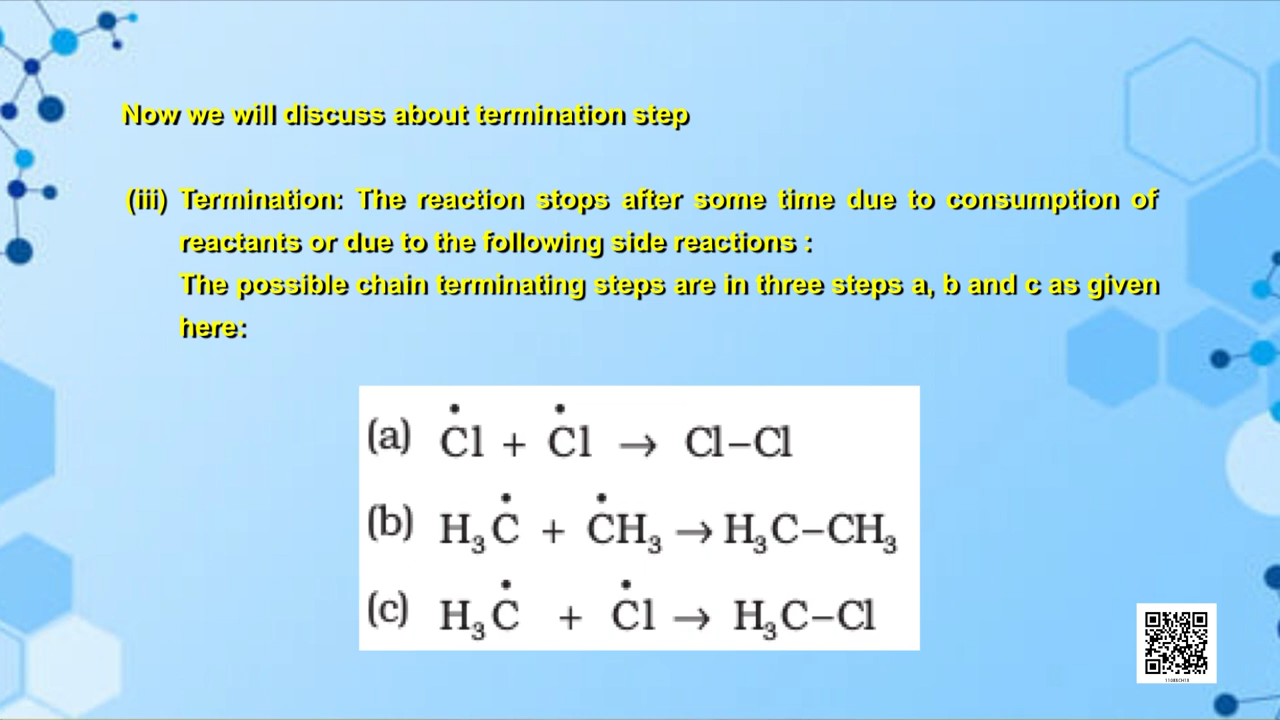 Now we will discuss about termination step
(iii) Termination: The reaction stops after some time due to consumption of
reactants or due to the following side reactions :
The possible chain terminating steps are in three steps a, b and c as given
here:
(a) Ċl + Ċl → Cl–Cl
(b) H₃Ċ + ĊH₃ → H₃C–CH₃
(c) H₃Ċ + Ċl → H₃C–Cl